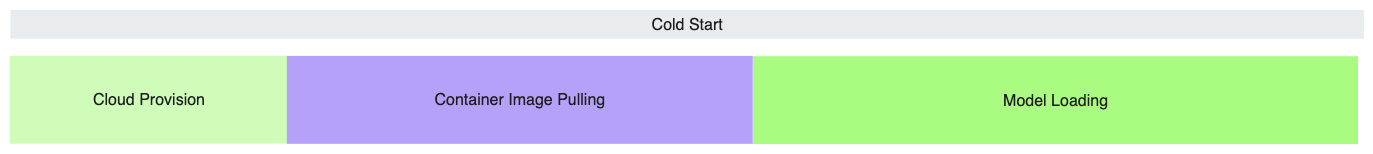 Cold Start
Cloud Provision
Container Image Pulling
Model Loading